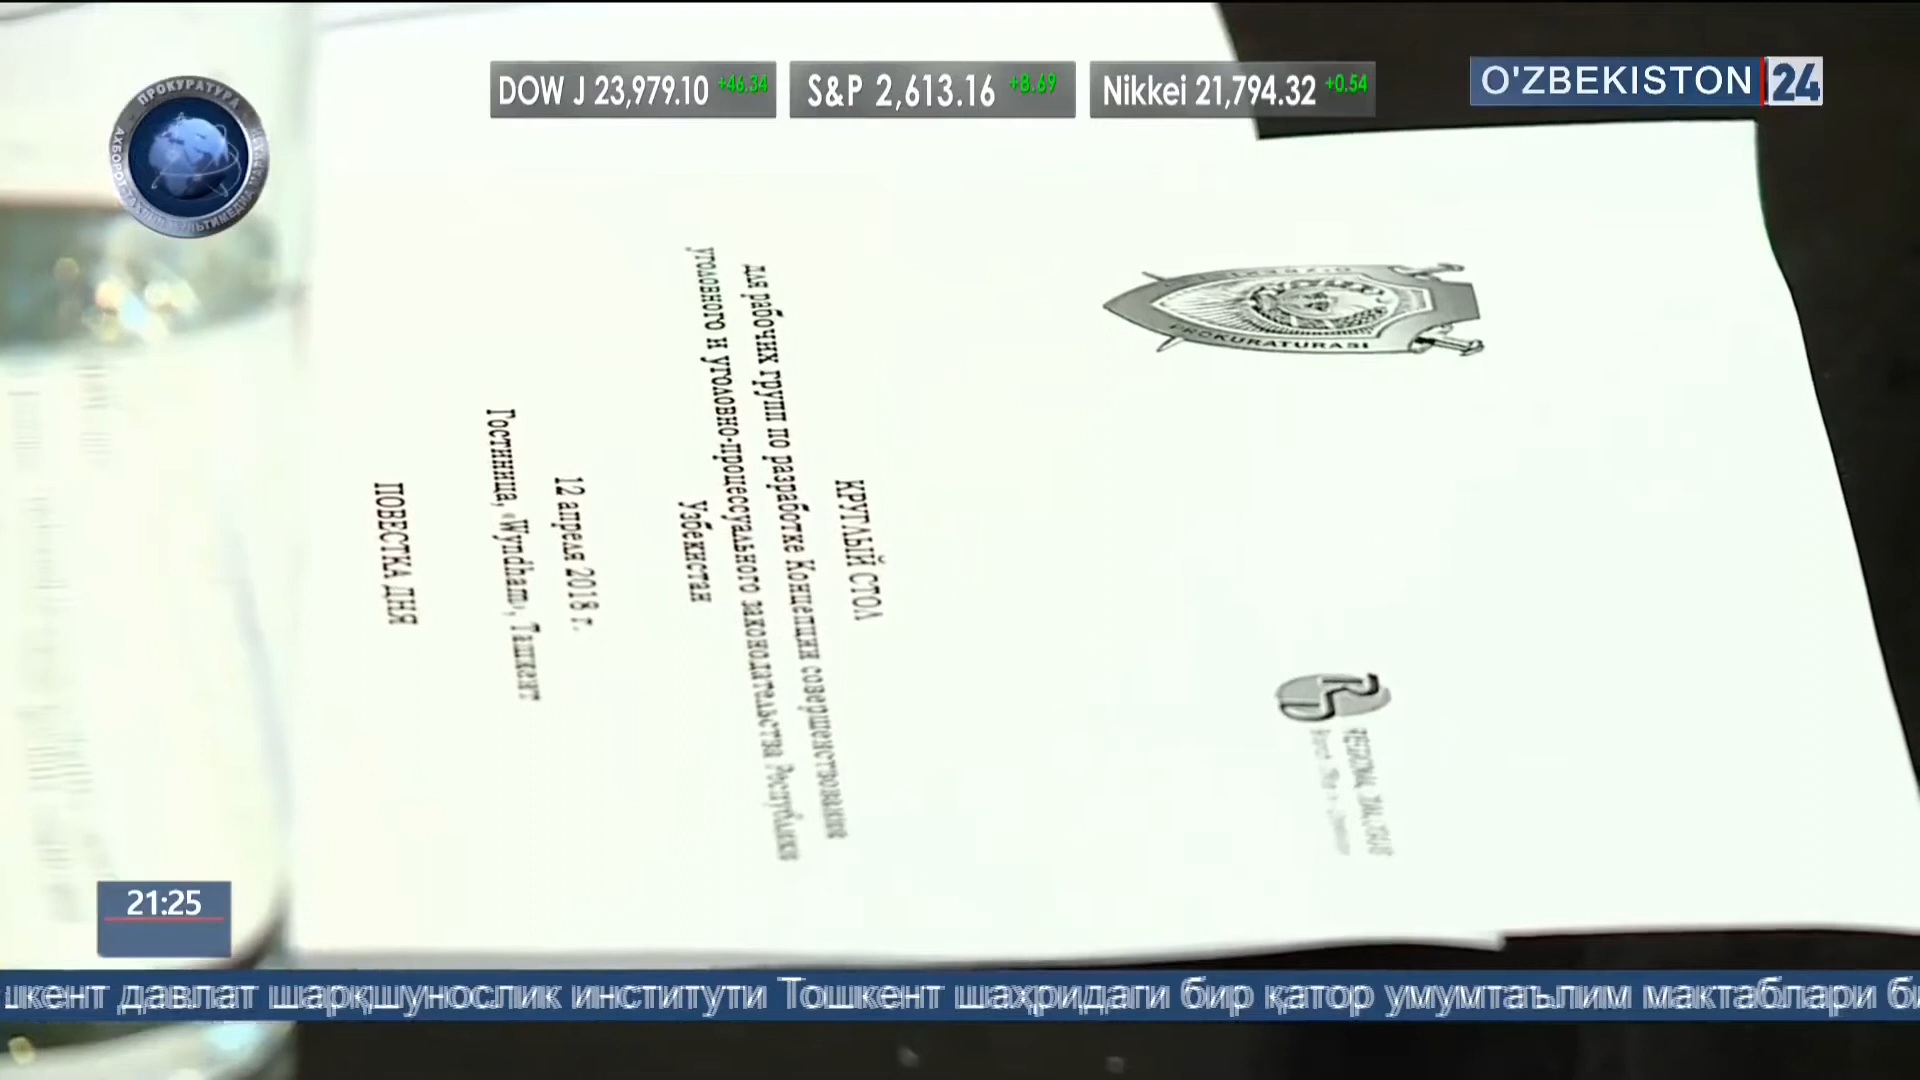 DOW J 23,979.10 +46.34
S&P 2,613.16 +8.69
Nikkei 21,794.32 +0.54
O'ZBEKISTON 24
ПРОКУРАТУРА
PROKURATURASI
КРУГЛЫЙ СТОЛ
для рабочих групп по разработке Концепции совершенствования
уголовного и уголовно-процессуального законодательства Республики
Узбекистан
12 апреля 2018 г.
Гостиница, «Wyndham», Ташкент
ПОВЕСТКА ДНЯ
21:25
шкент давлат шарқшунослик институти Тошкент шаҳридаги бир қатор умумтаълим мактаблари би